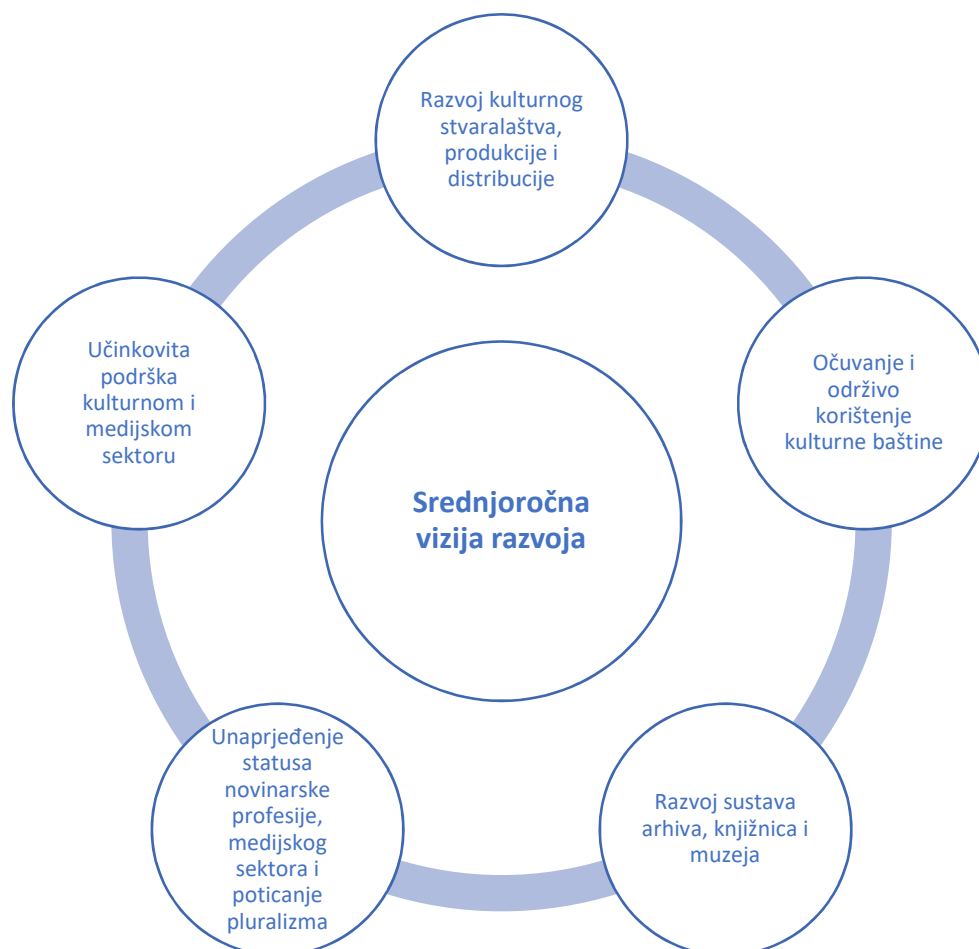 Razvoj kulturnog
stvaralaštva,
produkcije i
distribucije
Učinkovita
podrška
kulturnom i
medijskom
sektoru
Očuvanje i
održivo
korištenje
kulturne baštine
Srednjoročna
vizija razvoja
Unaprjeđenje
statusa
novinarske
profesije,
medijskog
sektora i
poticanje
pluralizma
Razvoj sustava
arhiva, knjižnica i
muzeja